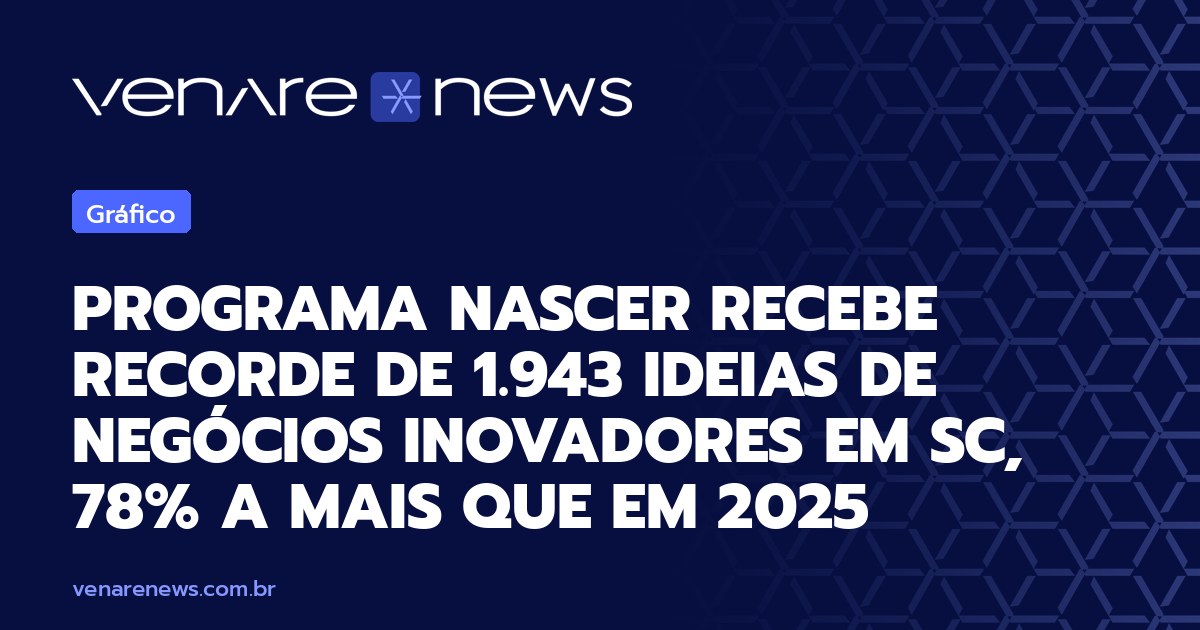 venare news
Gráfico
PROGRAMA NASCER RECEBE
RECORDE DE 1.943 IDEIAS DE
NEGÓCIOS INOVADORES EM SC,
78% A MAIS QUE EM 2025
venarenews.com.br